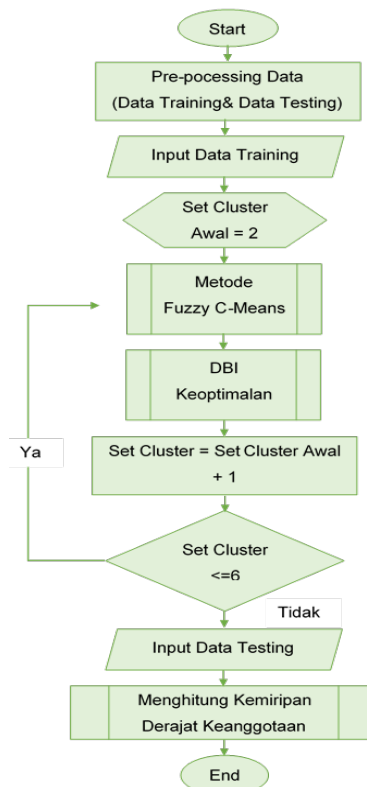 Start
Pre-pocessing Data
(Data Training& Data Testing)
Input Data Training
Set Cluster
Awal = 2
Metode
Fuzzy C-Means
DBI
Keoptimalan
Ya
Set Cluster = Set Cluster Awal
+ 1
Set Cluster
<=6
Tidak
Input Data Testing
Menghitung Kemiripan
Derajat Keanggotaan
End